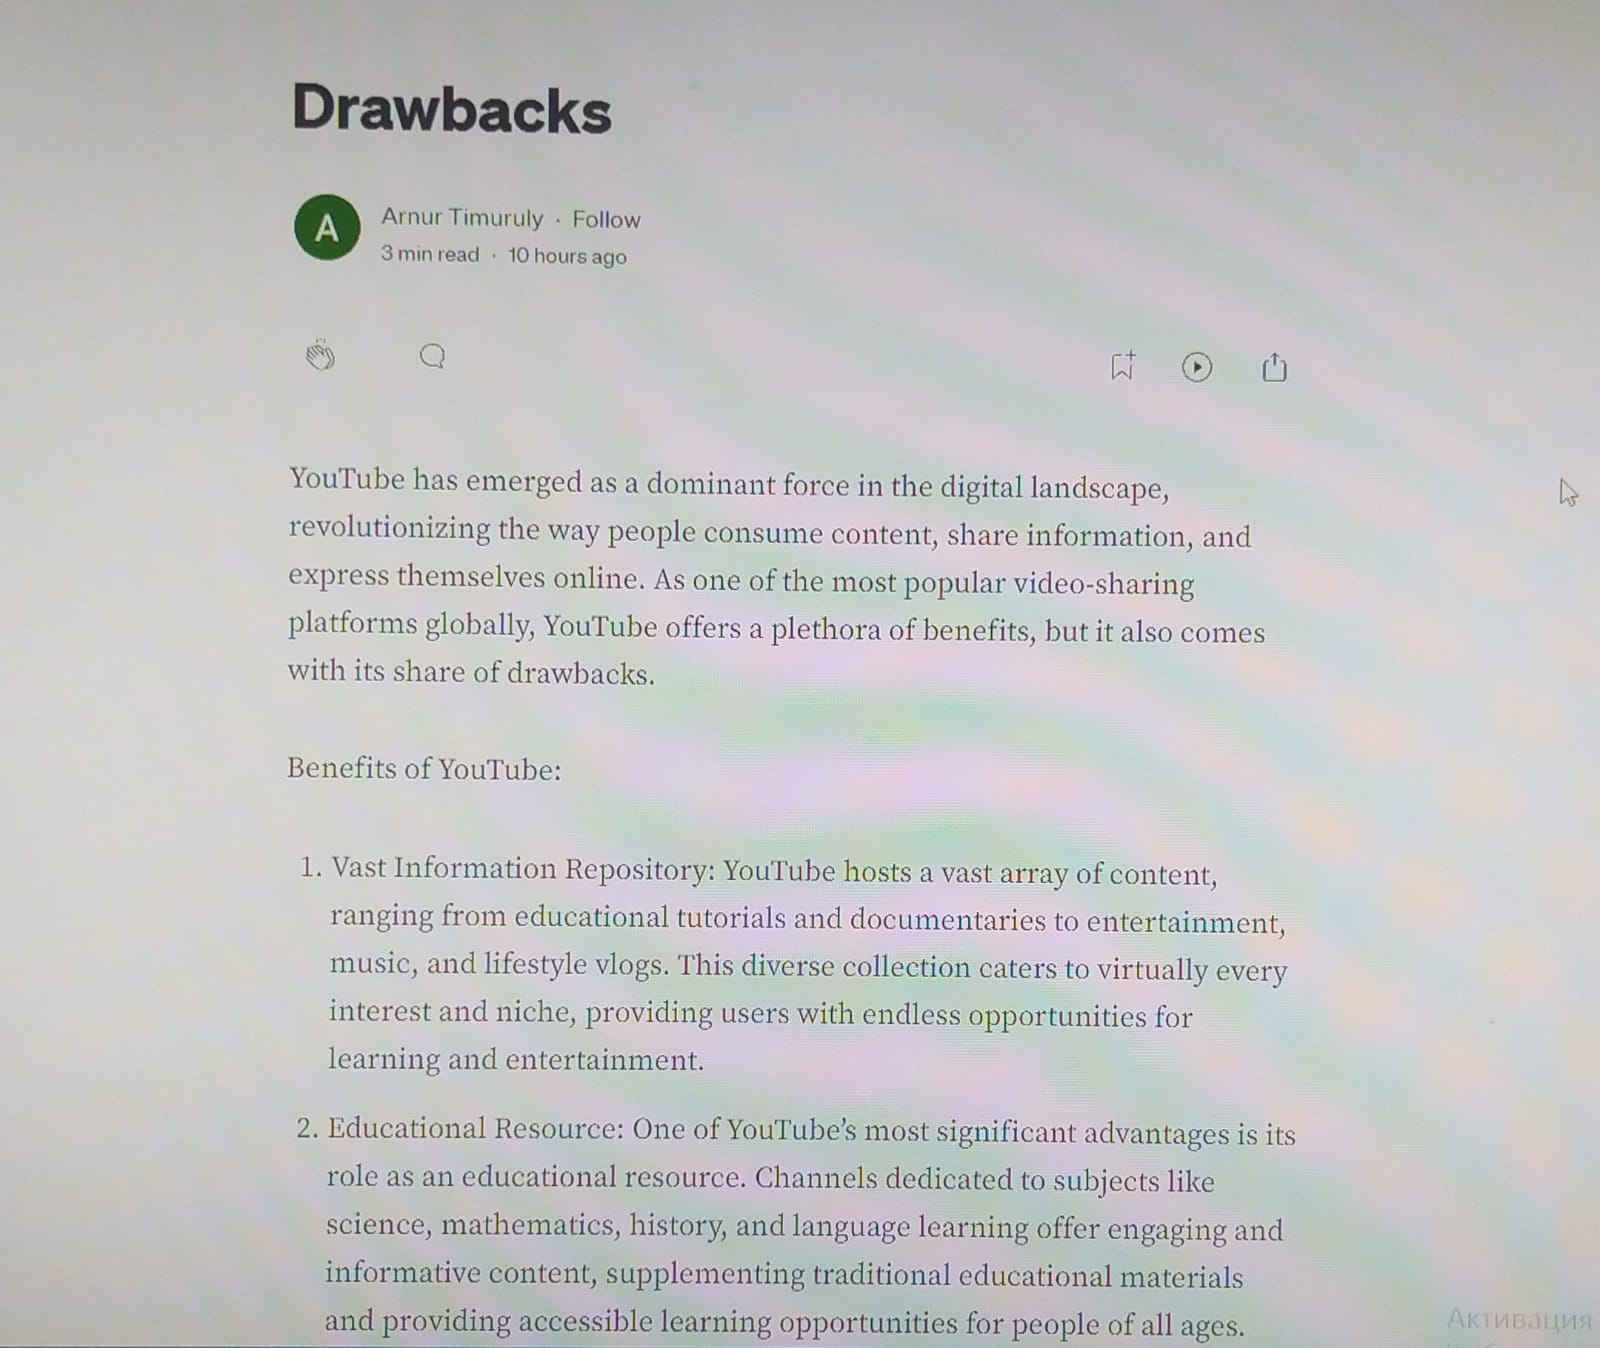 Drawbacks
A
Arnur Timuruly · Follow
3 min read · 10 hours ago
YouTube has emerged as a dominant force in the digital landscape,
revolutionizing the way people consume content, share information, and
express themselves online. As one of the most popular video-sharing
platforms globally, YouTube offers a plethora of benefits, but it also comes
with its share of drawbacks.
Benefits of YouTube:
1. Vast Information Repository: YouTube hosts a vast array of content,
ranging from educational tutorials and documentaries to entertainment,
music, and lifestyle vlogs. This diverse collection caters to virtually every
interest and niche, providing users with endless opportunities for
learning and entertainment.
2. Educational Resource: One of YouTube’s most significant advantages is its
role as an educational resource. Channels dedicated to subjects like
science, mathematics, history, and language learning offer engaging and
informative content, supplementing traditional educational materials
and providing accessible learning opportunities for people of all ages.
Активация